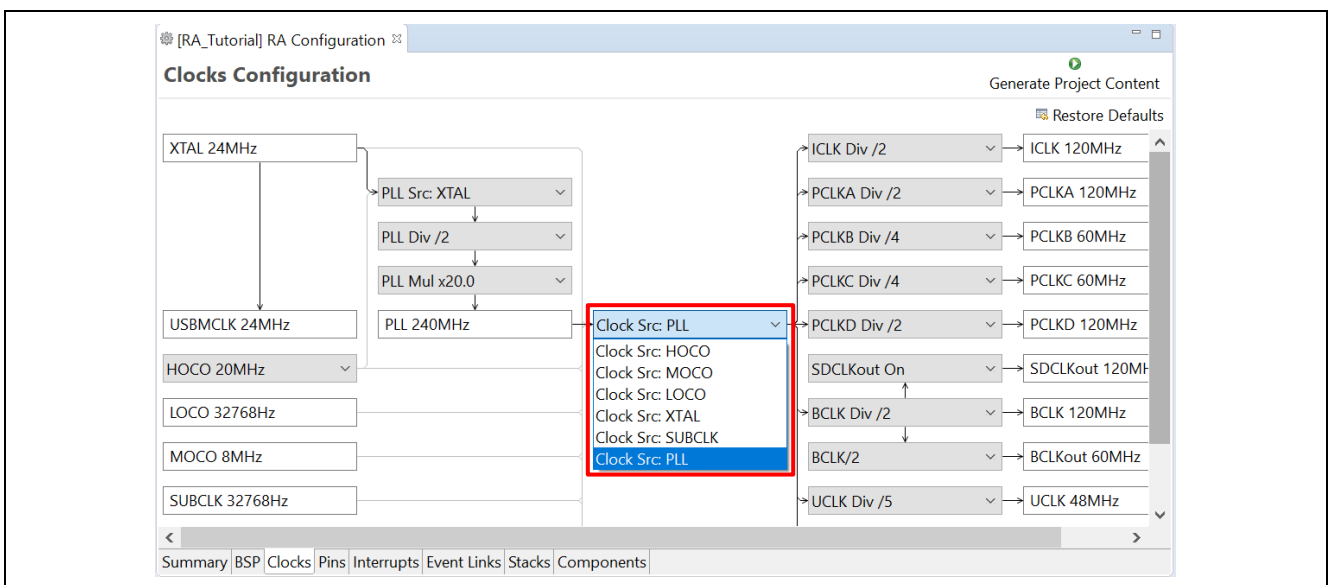 [RA_Tutorial] RA Configuration
Clocks Configuration
Generate Project Content
Restore Defaults
XTAL 24MHz
ICLK Div /2
ICLK 120MHz
PLL Src: XTAL
PCLKA Div /2
PCLKA 120MHz
PLL Div /2
PCLKB Div /4
PCLKB 60MHz
PLL Mul x20.0
PCLKC Div /4
PCLKC 60MHz
USBMCLK 24MHz
PLL 240MHz
Clock Src: PLL
PCLKD Div /2
PCLKD 120MHz
Clock Src: HOCO
Clock Src: MOCO
Clock Src: LOCO
Clock Src: XTAL
Clock Src: SUBCLK
Clock Src: PLL
HOCO 20MHz
SDCLKout On
SDCLKout 120MH
LOCO 32768Hz
BCLK Div /2
BCLK 120MHz
MOCO 8MHz
BCLK/2
BCLKout 60MHz
SUBCLK 32768Hz
UCLK Div /5
UCLK 48MHz
Summary BSP Clocks Pins Interrupts Event Links Stacks Components